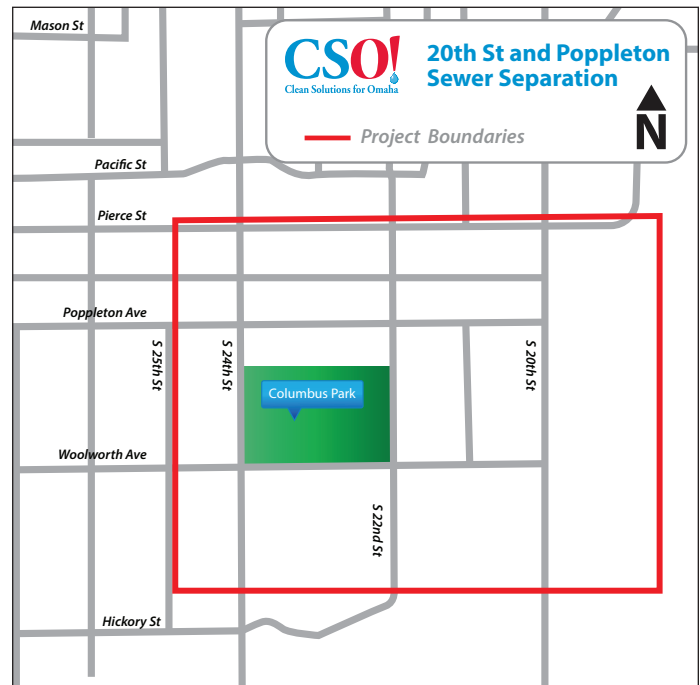 Mason St
CSO!
Clean Solutions for Omaha
20th St and Poppleton
Sewer Separation
N
Project Boundaries
Pacific St
Pierce St
Poppleton Ave
S 25th St
S 24th St
S 20th St
Columbus Park
Woolworth Ave
S 22nd St
Hickory St